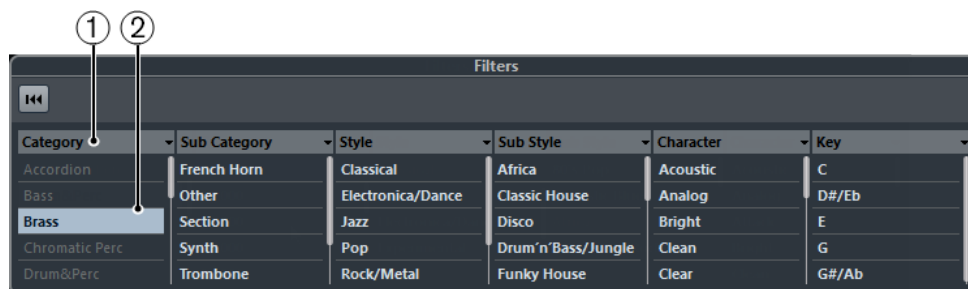 1 2
Filters
Category Sub Category Style Sub Style Character Key
Accordion French Horn Classical Africa Acoustic C
Bass Other Electronica/Dance Classic House Analog D#/Eb
Brass Section Jazz Disco Bright E
Chromatic Perc Synth Pop Drum´n´Bass/Jungle Clean G
Drum&Perc Trombone Rock/Metal Funky House Clear G#/Ab